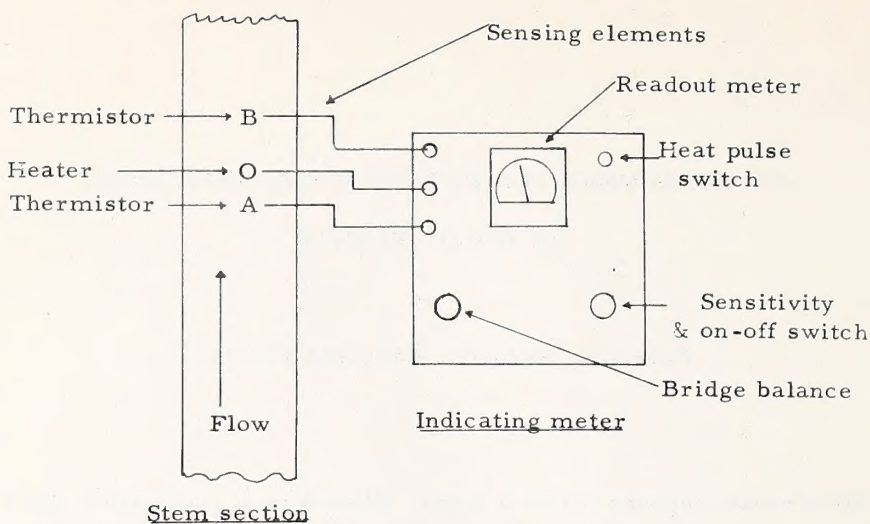 Sensing elements
Readout meter
Thermistor B
Heater O
Heat pulse
switch
Thermistor A
Sensitivity
& on-off switch
Bridge balance
Flow
Indicating meter
Stem section